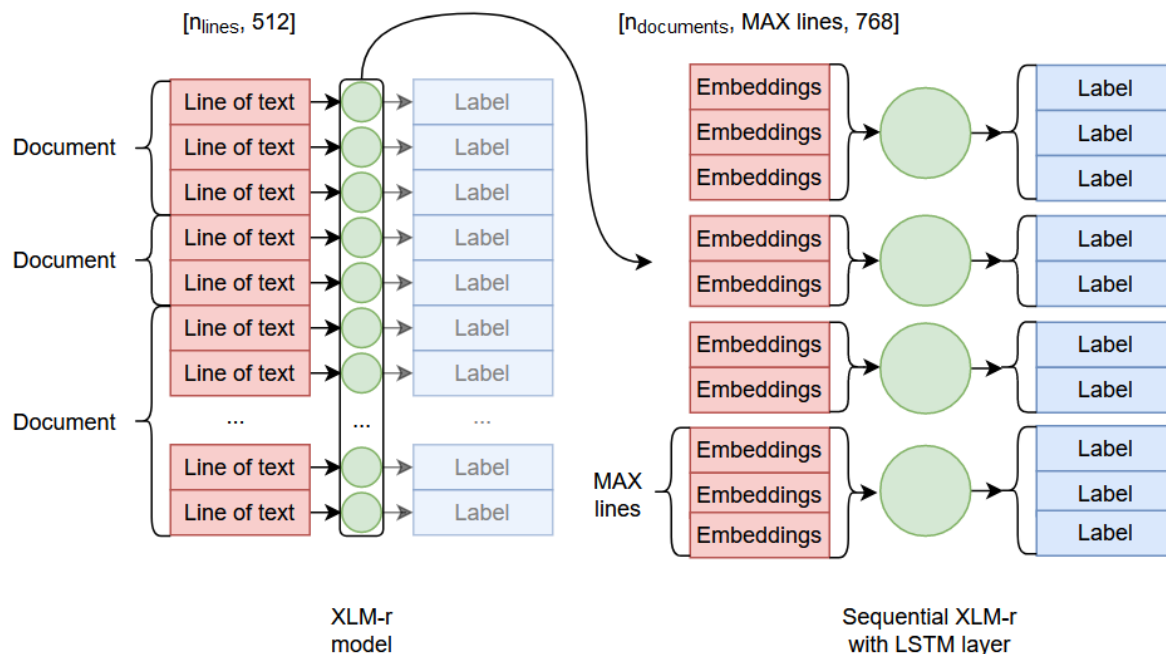 [nlines, 512]
[ndocuments, MAX lines, 768]
Document
Line of text
Label
Line of text
Label
Line of text
Label
Document
Line of text
Label
Line of text
Label
Document
Line of text
Label
Line of text
Label
...
...
...
Line of text
Label
Line of text
Label
XLM-r
model
Embeddings
Label
Embeddings
Label
Embeddings
Label
Embeddings
Label
Embeddings
Label
Embeddings
Label
Embeddings
Label
MAX
lines
Embeddings
Label
Embeddings
Label
Embeddings
Label
Sequential XLM-r
with LSTM layer